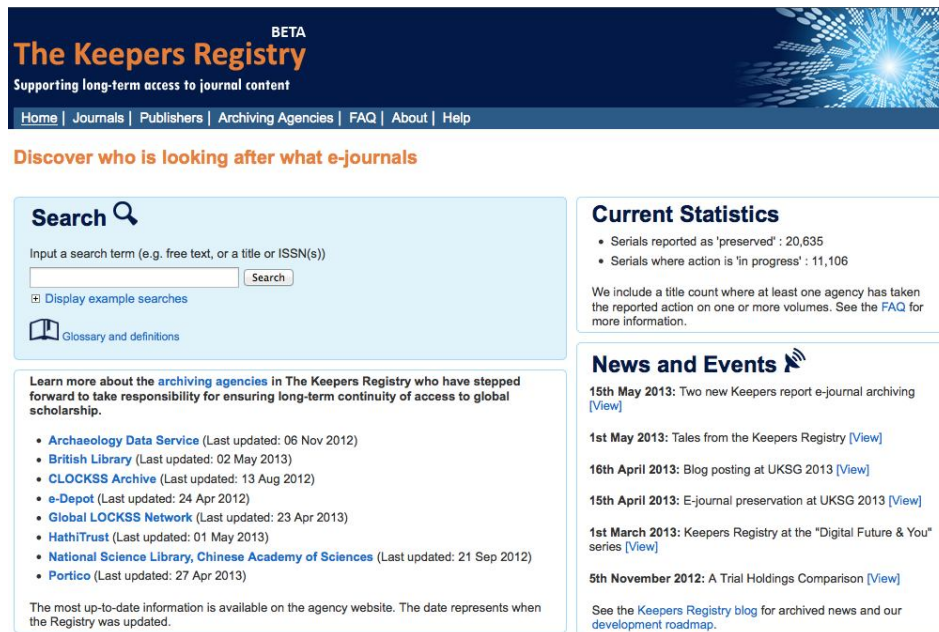 BETA
The Keepers Registry
Supporting long-term access to journal content
Home | Journals | Publishers | Archiving Agencies | FAQ | About | Help
Discover who is looking after what e-journals
Search
Input a search term (e.g. free text, or a title or ISSN(s))
Search
Display example searches
Glossary and definitions
Learn more about the archiving agencies in The Keepers Registry who have stepped
forward to take responsibility for ensuring long-term continuity of access to global
scholarship.
• Archaeology Data Service (Last updated: 06 Nov 2012)
• British Library (Last updated: 02 May 2013)
• CLOCKSS Archive (Last updated: 13 Aug 2012)
• e-Depot (Last updated: 24 Apr 2012)
• Global LOCKSS Network (Last updated: 23 Apr 2013)
• HathiTrust (Last updated: 01 May 2013)
• National Science Library, Chinese Academy of Sciences (Last updated: 21 Sep 2012)
• Portico (Last updated: 27 Apr 2013)
The most up-to-date information is available on the agency website. The date represents when
the Registry was updated.
Current Statistics
• Serials reported as 'preserved' : 20,635
• Serials where action is 'in progress' : 11,106
We include a title count where at least one agency has taken
the reported action on one or more volumes. See the FAQ for
more information.
News and Events
15th May 2013: Two new Keepers report e-journal archiving
[View]
1st May 2013: Tales from the Keepers Registry [View]
16th April 2013: Blog posting at UKSG 2013 [View]
15th April 2013: E-journal preservation at UKSG 2013 [View]
1st March 2013: Keepers Registry at the "Digital Future & You"
series [View]
5th November 2012: A Trial Holdings Comparison [View]
See the Keepers Registry blog for archived news and our
development roadmap.